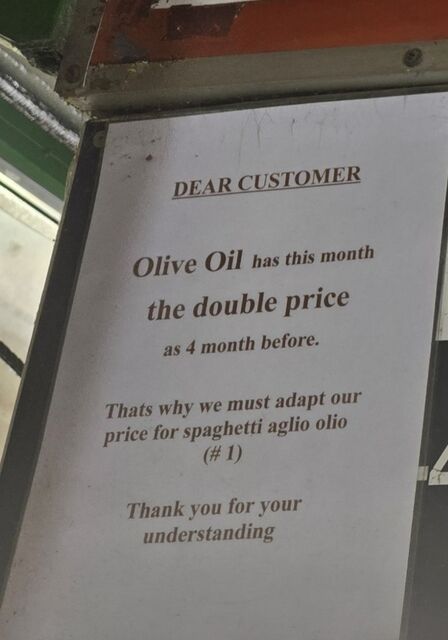 DEAR CUSTOMER
Olive Oil has this month
the double price
as 4 month before.
Thats why we must adapt our
price for spaghetti aglio olio
(# 1)
Thank you for your
understanding